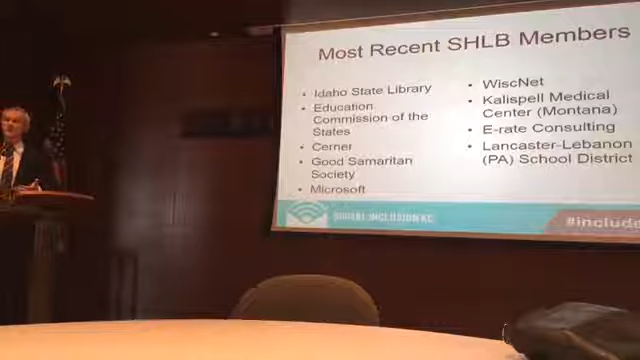 Most Recent SHLB Members
• Idaho State Library
• Education
Commission of the
States
• Cerner
• Good Samaritan
Society
• Microsoft
• WiscNet
• Kalispell Medical
Center (Montana)
• E-rate Consulting
• Lancaster-Lebanon
(PA) School District
#include